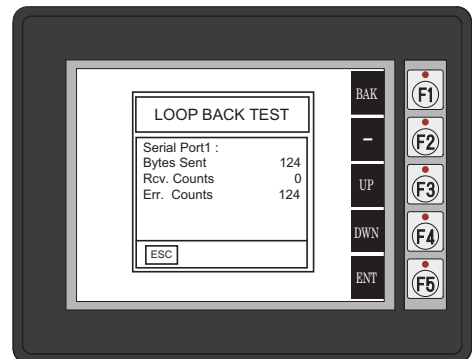 LOOP BACK TEST
Serial Port1 :
Bytes Sent 124
Rcv. Counts 0
Err. Counts 124
ESC
BAK
F1
–
F2
UP
F3
DWN
F4
ENT
F5